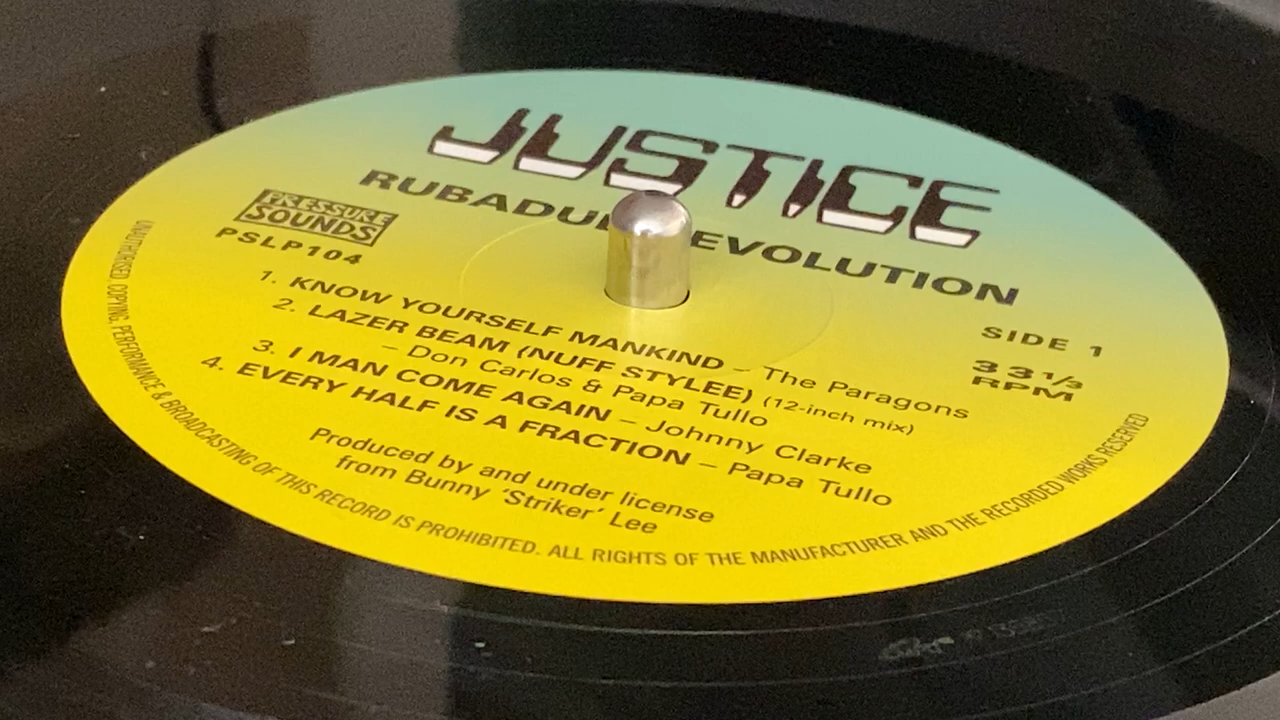 JUSTICE
RUBADU EVOLUTION
PRESSURE
SOUNDS
PSLP104
SIDE 1
33⅓
RPM
1. KNOW YOURSELF MANKIND – The Paragons
2. LAZER BEAM (NUFF STYLEE) (12-inch mix)
– Don Carlos & Papa Tullo
3. I MAN COME AGAIN – Johnny Clarke
4. EVERY HALF IS A FRACTION – Papa Tullo
Produced by and under license
from Bunny ‘Striker’ Lee
UNAUTHORISED COPYING, PERFORMANCE & BROADCASTING OF THIS RECORD IS PROHIBITED. ALL RIGHTS OF THE MANUFACTURER AND THE RECORDED WORKS RESERVED